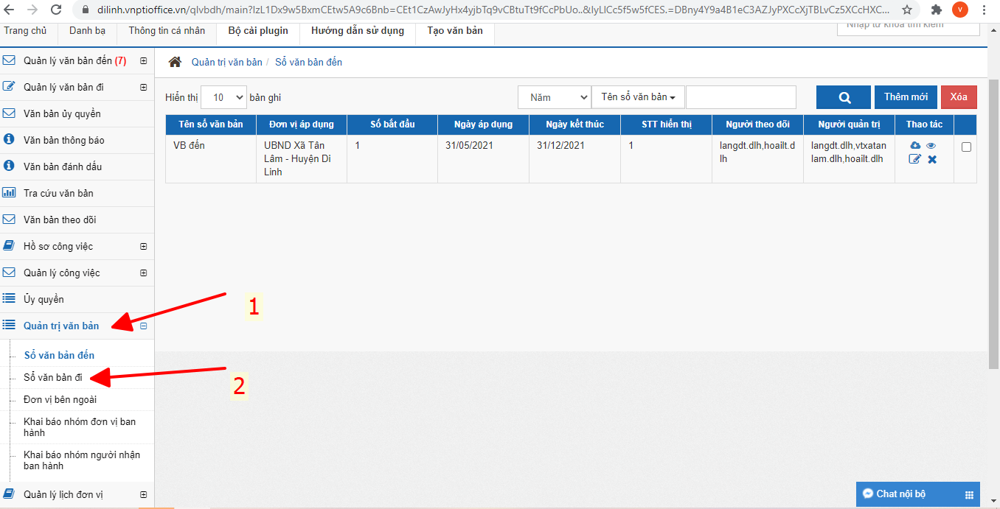 dilinh.vnptioffice.vn/qlvbdh/main?lzL1Dx9w5BxmCEtw5A9c6Bnb=CEt1CzAwJyHx4yjbTq9vCBtuTt9fCcPbUo..&lyLlCc5f5w5fCES.=DBny4Y9a4B1eC3AZJyPXCcXjTBLvCz5XCcHXC...
V
Trang chủ Danh bạ Thông tin cá nhân Bộ cài plugin Hướng dẫn sử dụng Tạo văn bản Nhập từ khóa tìm kiếm
Quản lý văn bản đến (7)
Quản lý văn bản đi
Văn bản ủy quyền
Văn bản thông báo
Văn bản đánh dấu
Tra cứu văn bản
Văn bản theo dõi
Hồ sơ công việc
Quản lý công việc
Ủy quyền
Quản trị văn bản
Sổ văn bản đến
Sổ văn bản đi
Đơn vị bên ngoài
Khai báo nhóm đơn vị ban
hành
Khai báo nhóm người nhận
ban hành
Quản lý lịch đơn vị
Quản trị văn bản / Sổ văn bản đến
Hiển thị 10 bản ghi Năm Tên sổ văn bản Thêm mới Xóa
Tên sổ văn bản Đơn vị áp dụng Số bắt đầu Ngày áp dụng Ngày kết thúc STT hiển thị Người theo dõi Người quản trị Thao tác
VB đến UBND Xã Tân 1 31/05/2021 31/12/2021 1 langdt.dlh,hoailt.d langdt.dlh,vtxatan
Lâm - Huyện Di lh lam.dlh,hoailt.dlh
Linh
1
2
Chat nội bộ